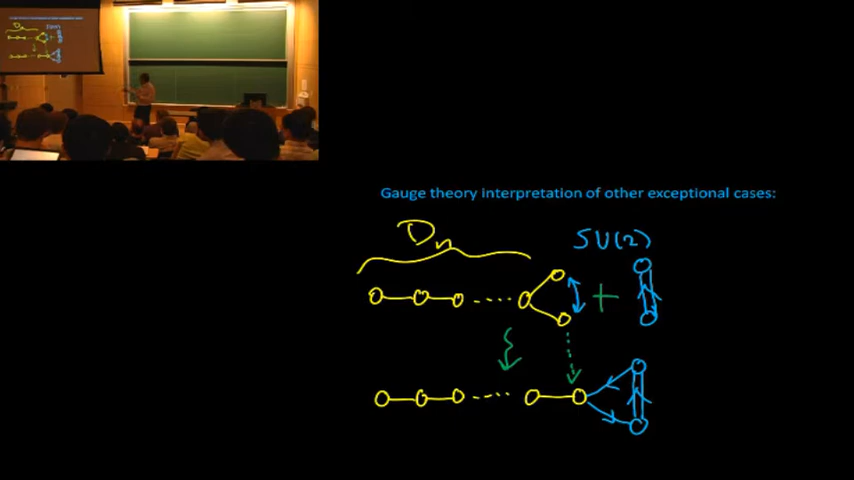 Gauge theory interpretation of other exceptional cases:
Dn
SU(2)
+